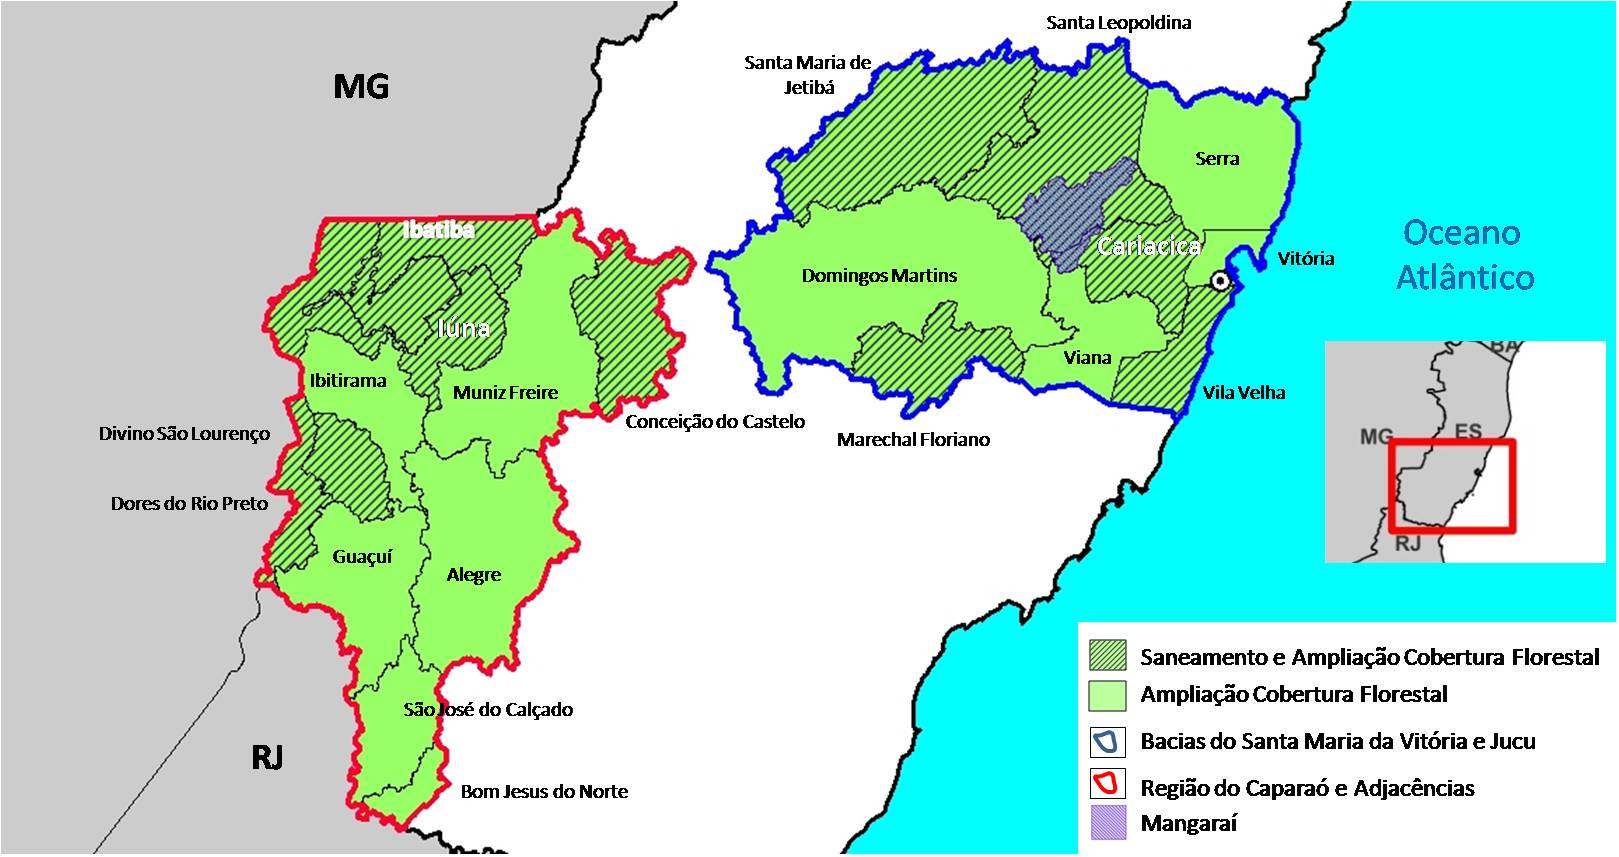 MG
Santa Leopoldina
Santa Maria de
Jetibá
Serra
Ibatiba
Cariacica
Oceano
Atlântico
Vitória
Domingos Martins
Iúna
Viana
Ibitirama
Muniz Freire
Vila Velha
Conceição do Castelo
Marechal Floriano
Divino São Lourenço
Dores do Rio Preto
Guaçuí
Alegre
São José do Calçado
RJ
Bom Jesus do Norte
BA
MG
ES
RJ
Saneamento e Ampliação Cobertura Florestal
Ampliação Cobertura Florestal
Bacias do Santa Maria da Vitória e Jucu
Região do Caparaó e Adjacências
Mangaraí